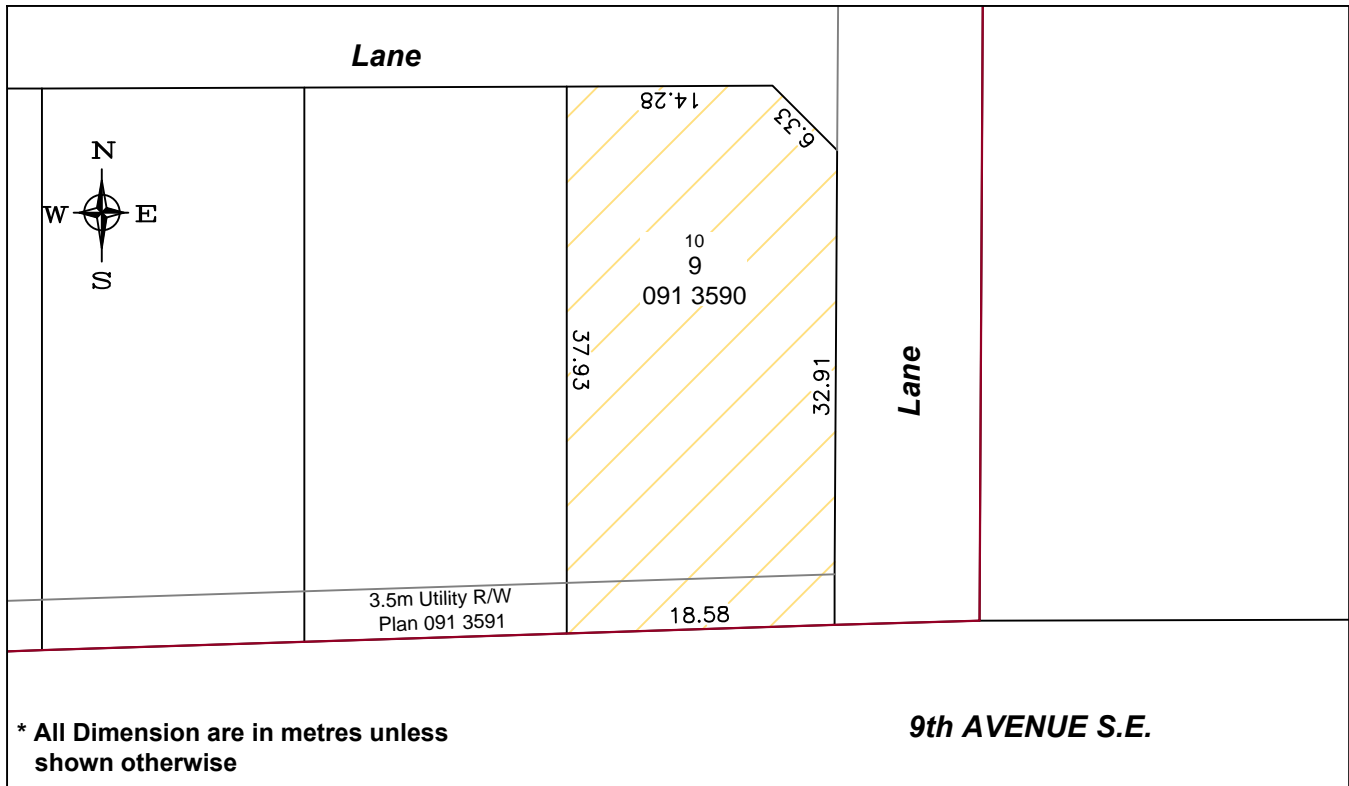 Lane
14.28
6.33
N
W E
S
10
9
091 3590
37.93
32.91
Lane
3.5m Utility R/W
Plan 091 3591
18.58
* All Dimension are in metres unless
shown otherwise
9th AVENUE S.E.